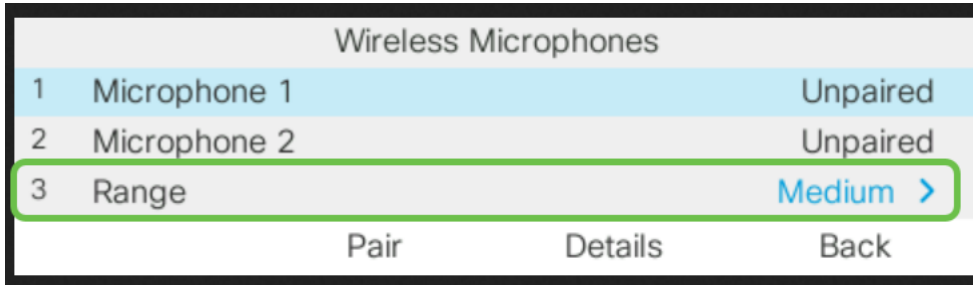 Wireless Microphones
1 Microphone 1 Unpaired
2 Microphone 2 Unpaired
3 Range Medium >
Pair Details Back